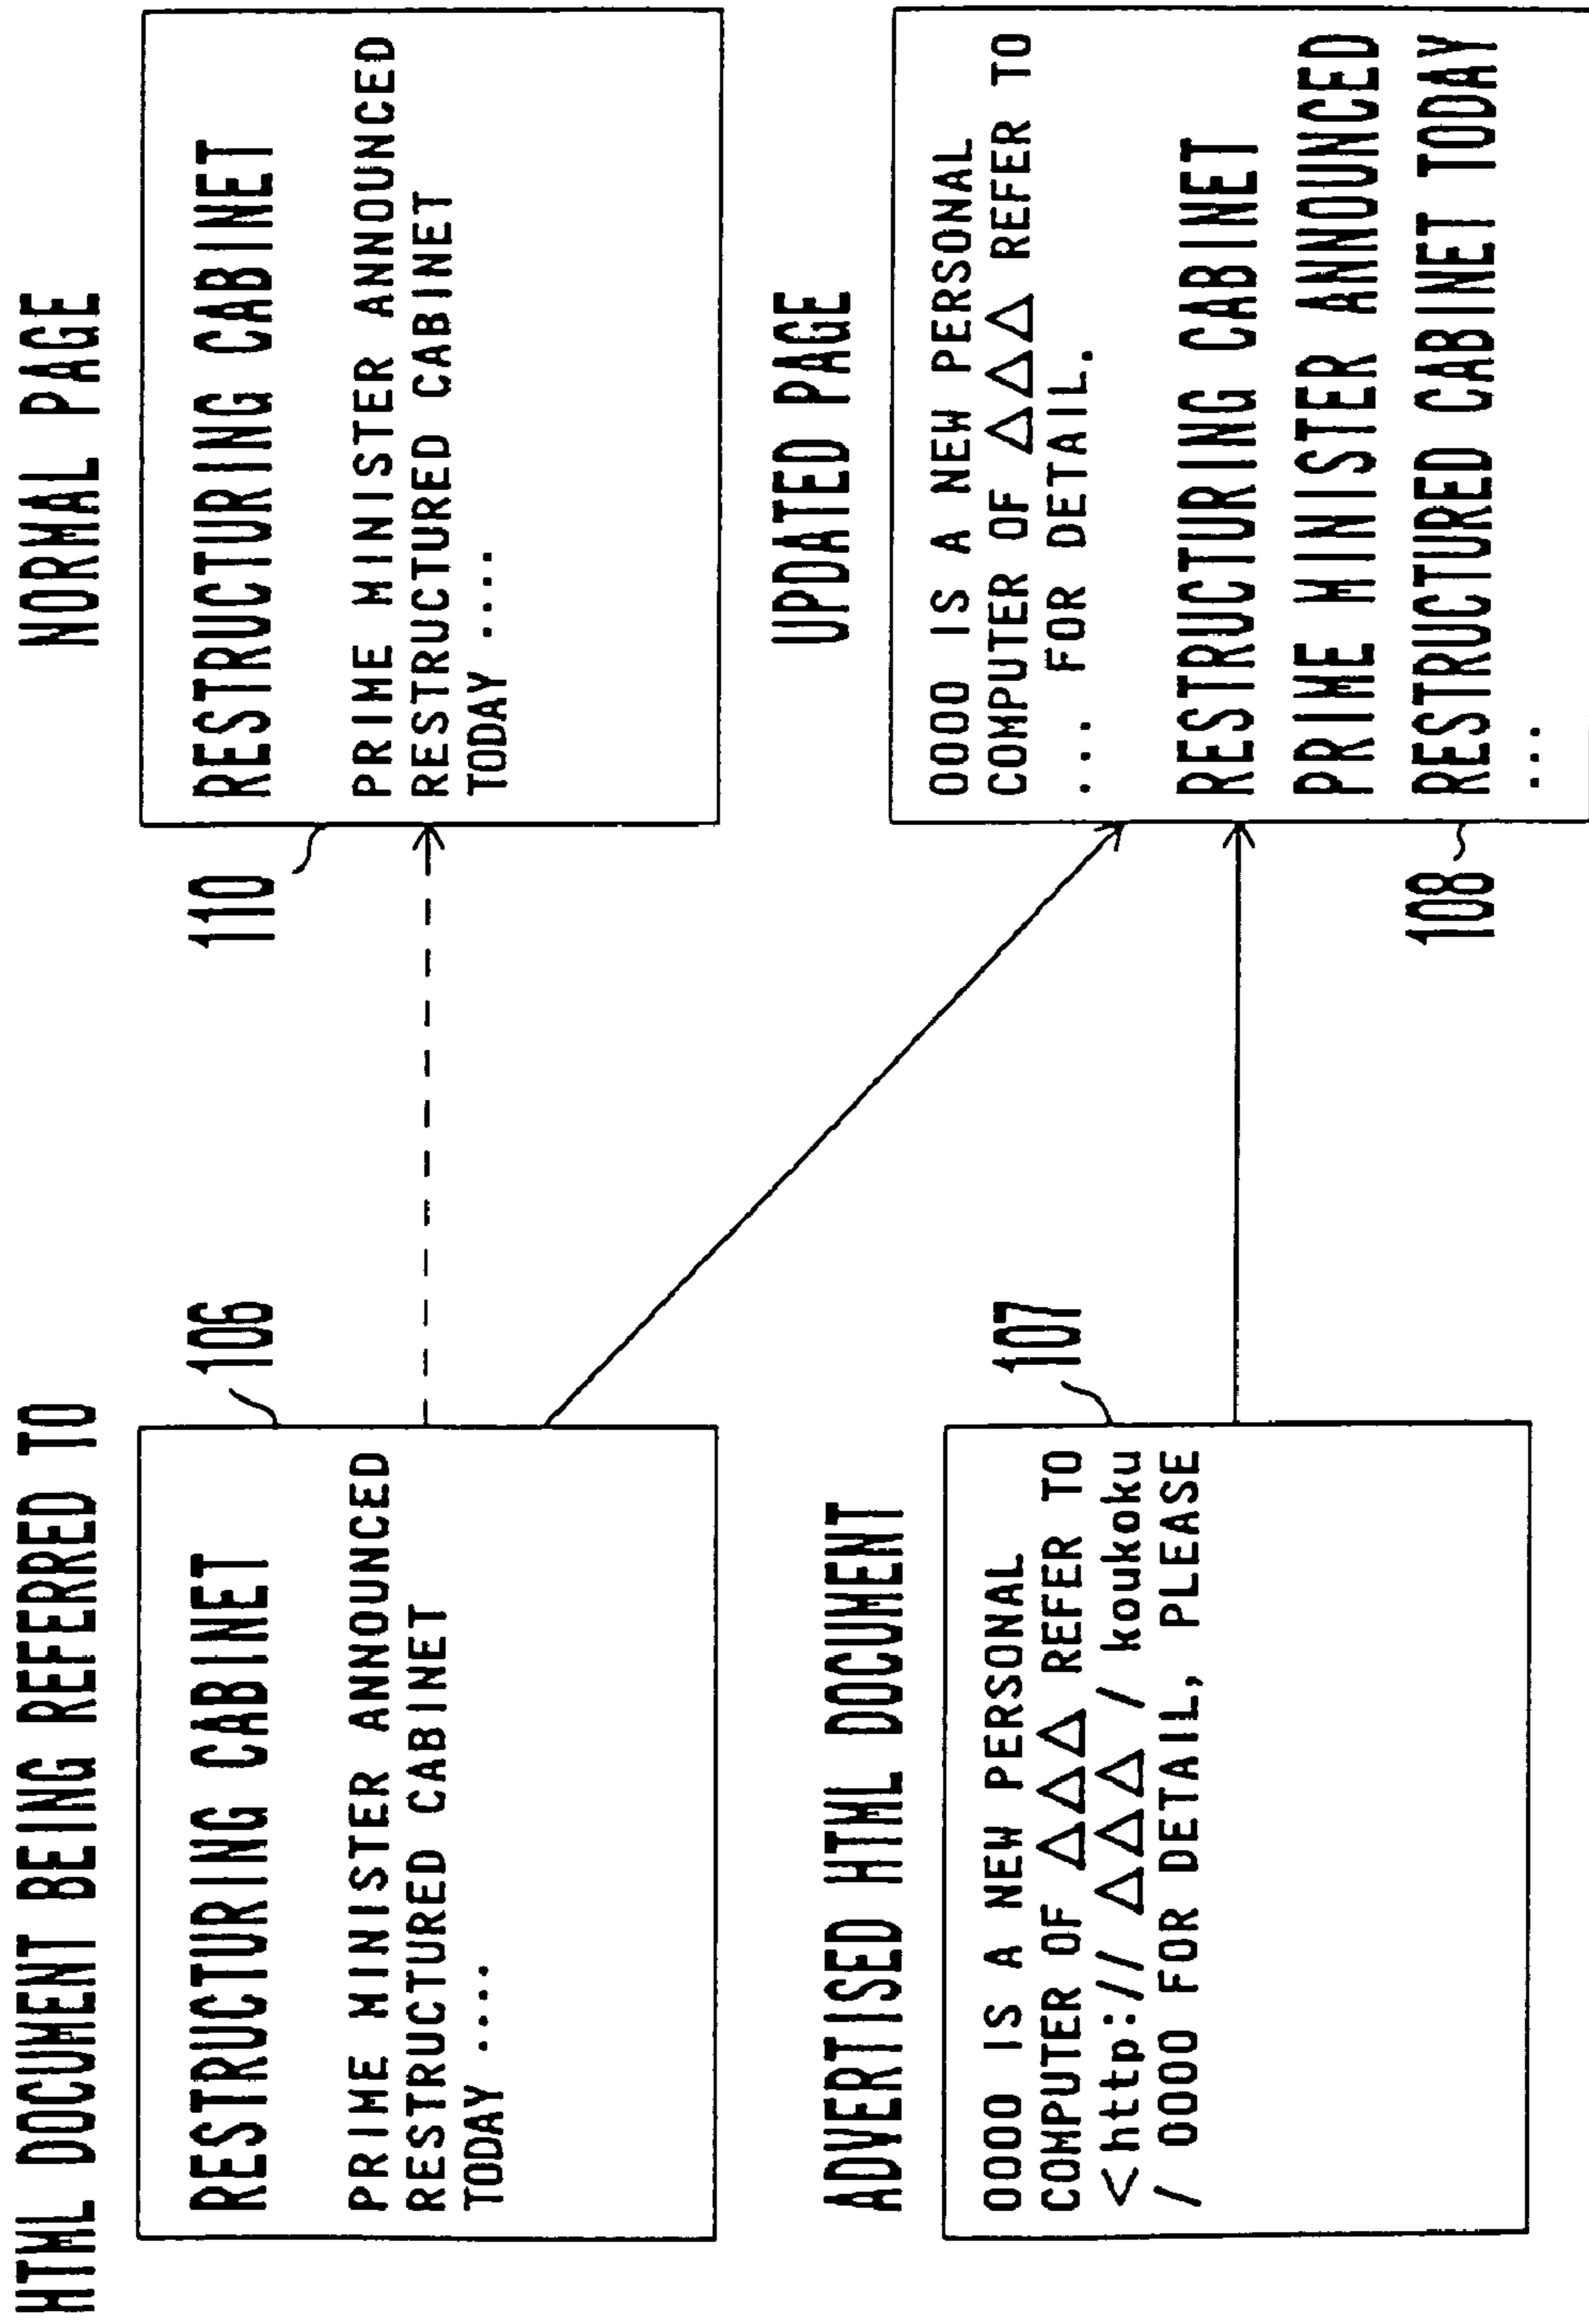 HTML DOCUMENT BEING REFERRED TO
106
RESTRUCTURING CABINET
PRIME MINISTER ANNOUNCED
RESTRUCTURED CABINET
TODAY ....
NORMAL PAGE
110
RESTRUCTURING CABINET
PRIME MINISTER ANNOUNCED
RESTRUCTURED CABINET
TODAY ....
ADVERTISED HTML DOCUMENT
107
OOOO IS A NEW PERSONAL
COMPUTER OF △△△ REFER TO
<http:// △△△ / koukoku
/ OOOO FOR DETAIL, PLEASE
UPDATED PAGE
OOOO IS A NEW PERSONAL
COMPUTER OF △△△ REFER TO
... FOR DETAIL.
RESTRUCTURING CABINET
PRIME MINISTER ANNOUNCED
RESTRUCTURED CABINET TODAY
...
108